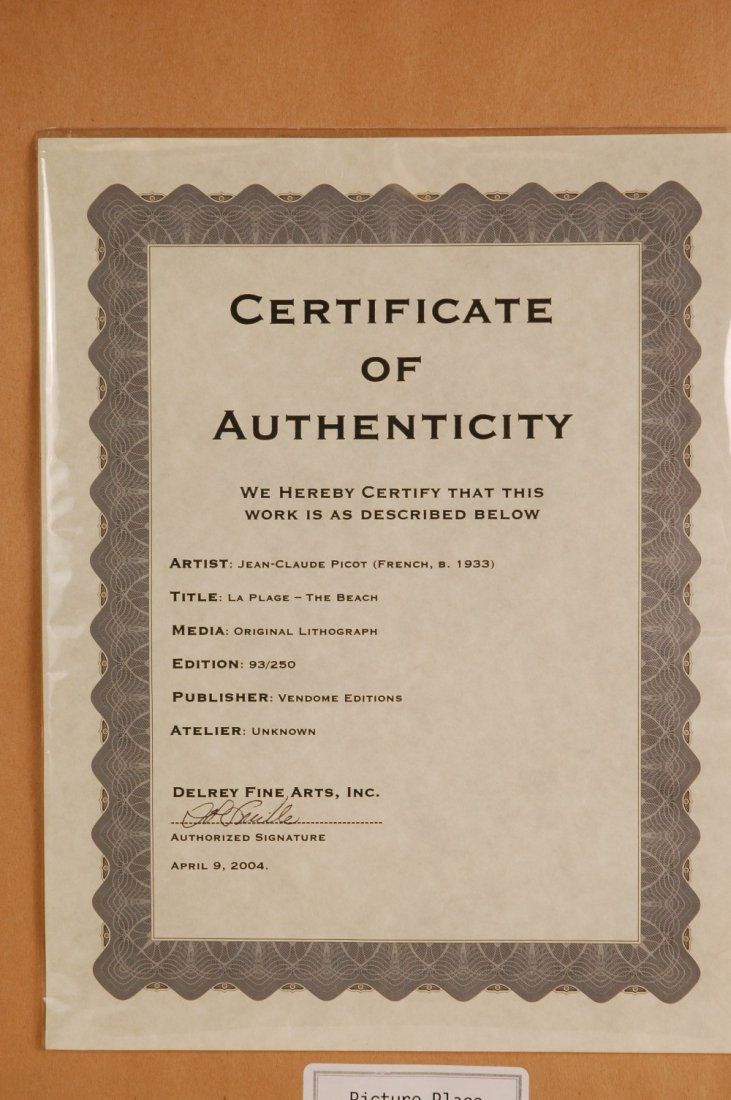 CERTIFICATE
OF
AUTHENTICITY
WE HEREBY CERTIFY THAT THIS
WORK IS AS DESCRIBED BELOW
ARTIST: JEAN-CLAUDE PICOT (FRENCH, B. 1933)
TITLE: LA PLAGE – THE BEACH
MEDIA: ORIGINAL LITHOGRAPH
EDITION: 93/250
PUBLISHER: VENDOME EDITIONS
ATELIER: UNKNOWN
DELREY FINE ARTS, INC.
AUTHORIZED SIGNATURE
APRIL 9, 2004.
Picture Place